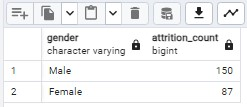 gender attrition_count
character varying bigint
1 Male 150
2 Female 87